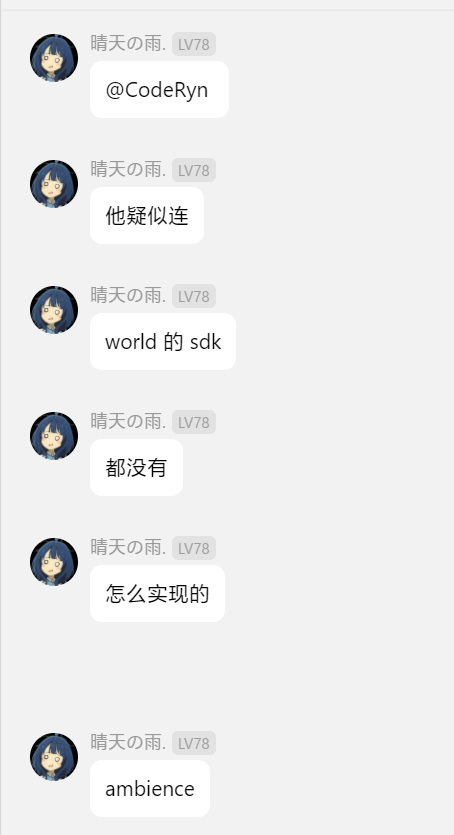 晴天の雨. LV78
@CodeRyn
晴天の雨. LV78
他疑似连
晴天の雨. LV78
world 的 sdk
晴天の雨. LV78
都没有
晴天の雨. LV78
怎么实现的
晴天の雨. LV78
ambience